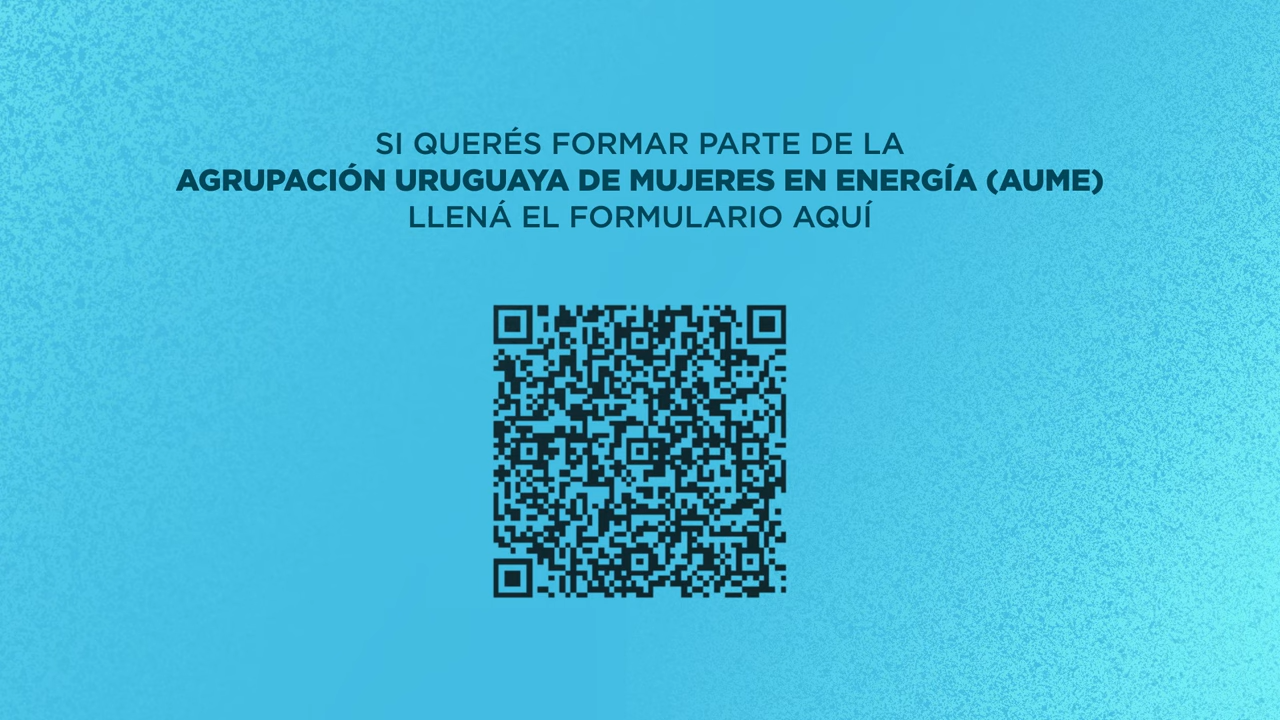 SI QUERÉS FORMAR PARTE DE LA
AGRUPACIÓN URUGUAYA DE MUJERES EN ENERGÍA (AUME)
LLENÁ EL FORMULARIO AQUÍ